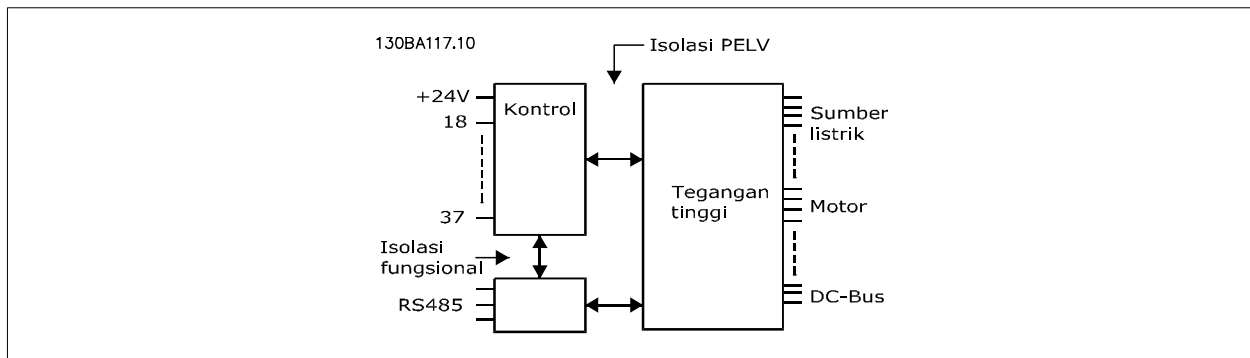 130BA117.10
Isolasi PELV
+24V
18
37
Kontrol
Tegangan
tinggi
Sumber
listrik
Motor
DC-Bus
Isolasi
fungsional
RS485